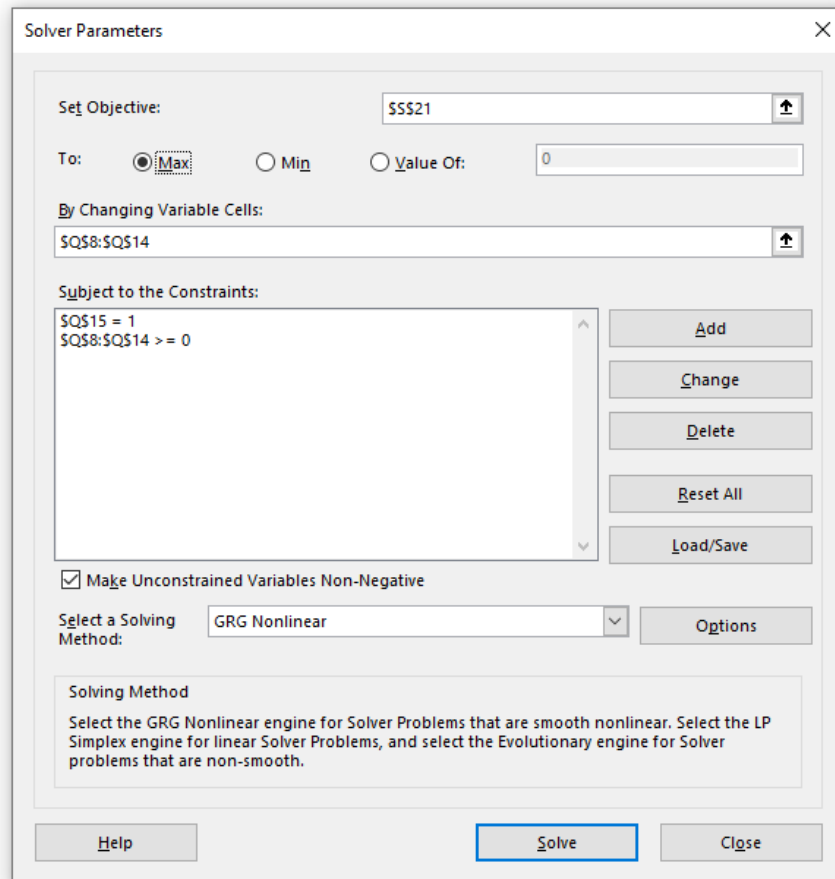 Solver Parameters
Set Objective:
$S$21
To:
Max
Min
Value Of:
0
By Changing Variable Cells:
$Q$8:$Q$14
Subject to the Constraints:
$Q$15 = 1
$Q$8:$Q$14 >= 0
Add
Change
Delete
Reset All
Load/Save
Make Unconstrained Variables Non-Negative
Select a Solving
Method:
GRG Nonlinear
Options
Solving Method
Select the GRG Nonlinear engine for Solver Problems that are smooth nonlinear. Select the LP
Simplex engine for linear Solver Problems, and select the Evolutionary engine for Solver
problems that are non-smooth.
Help
Solve
Close